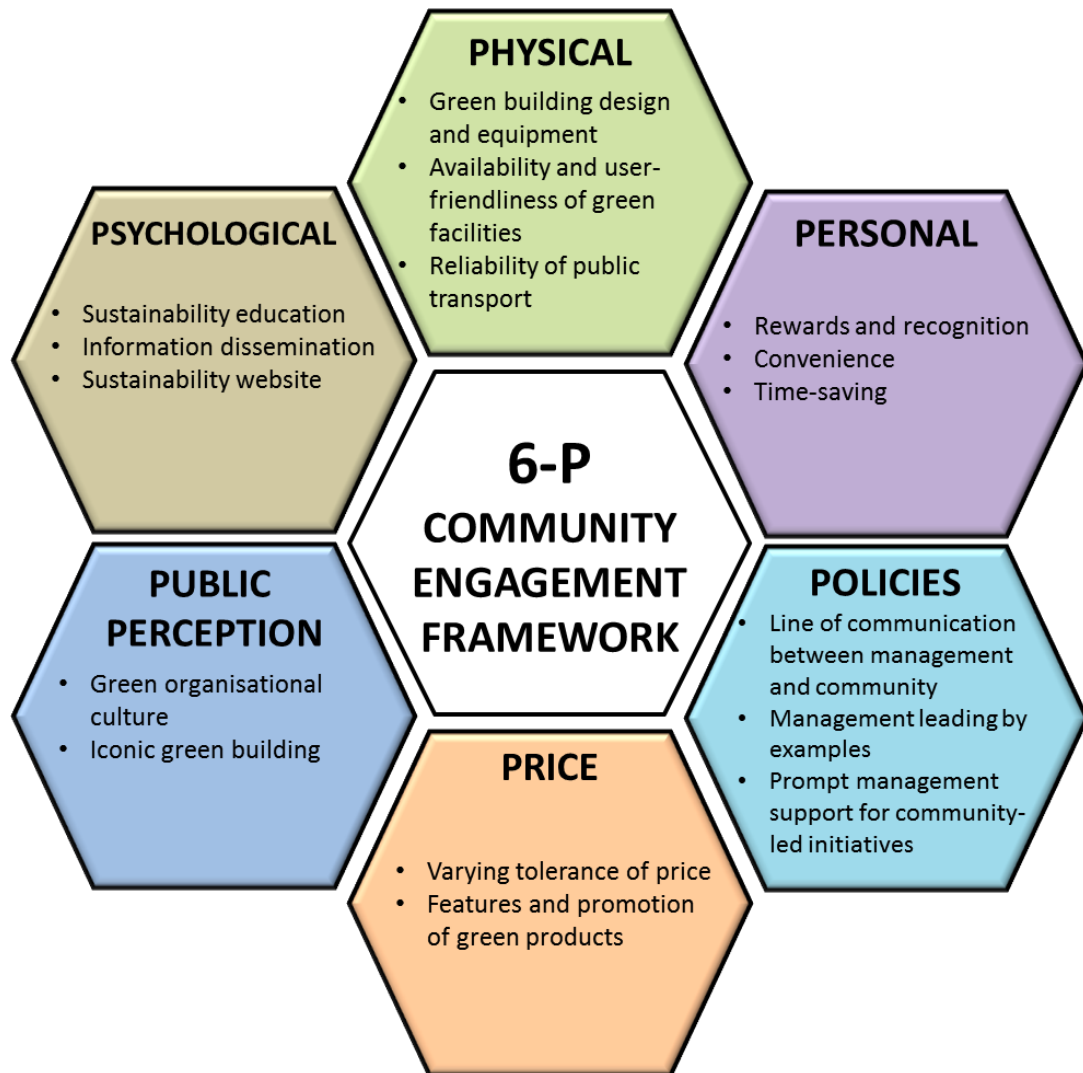 PHYSICAL
• Green building design
and equipment
• Availability and user-
friendliness of green
facilities
• Reliability of public
transport
PSYCHOLOGICAL
• Sustainability education
• Information dissemination
• Sustainability website
PERSONAL
• Rewards and recognition
• Convenience
• Time-saving
6-P
COMMUNITY
ENGAGEMENT
FRAMEWORK
PUBLIC
PERCEPTION
• Green organisational
culture
• Iconic green building
POLICIES
• Line of communication
between management
and community
• Management leading by
examples
• Prompt management
support for community-
led initiatives
PRICE
• Varying tolerance of price
• Features and promotion
of green products